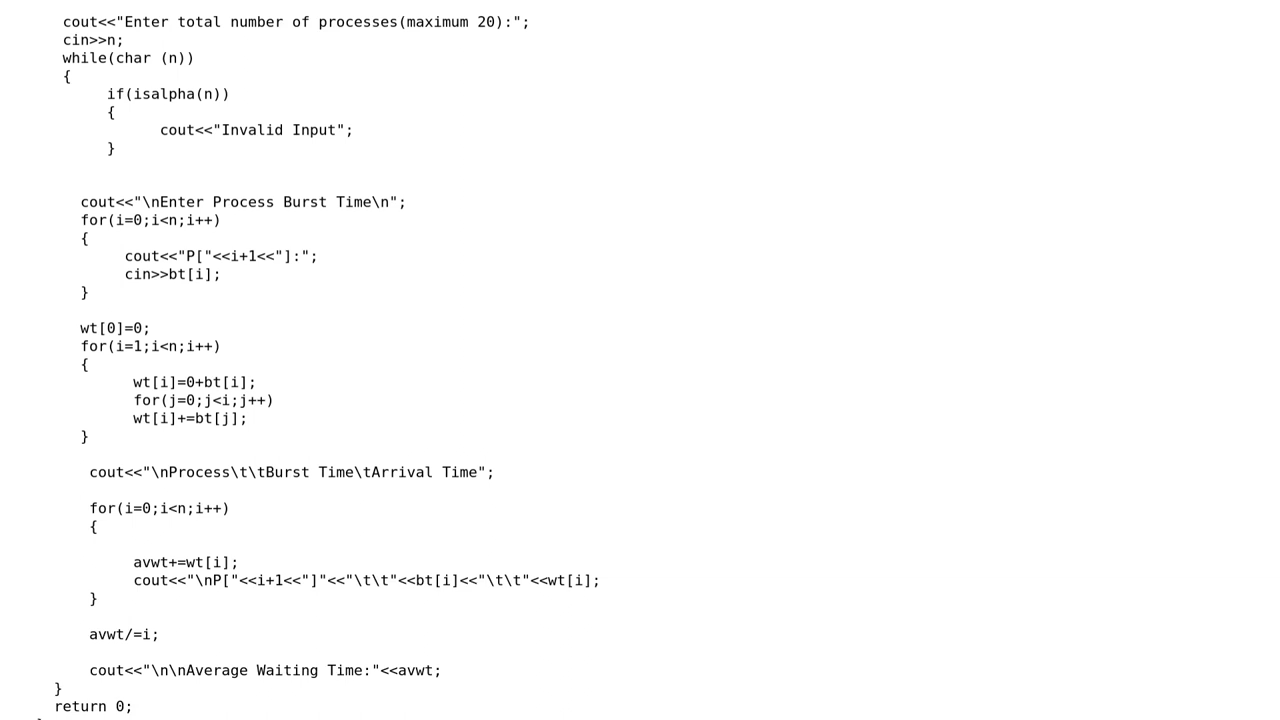 cout<<"Enter total number of processes(maximum 20):";
cin>>n;
while(char (n))
{
if(isalpha(n))
{
cout<<"Invalid Input";
}
cout<<"\nEnter Process Burst Time\n";
for(i=0;i<n;i++)
{
cout<<"P["<<i+1<<"]:";
cin>>bt[i];
}
wt[0]=0;
for(i=1;i<n;i++)
{
wt[i]=0+bt[i];
for(j=0;j<i;j++)
wt[i]+=bt[j];
}
cout<<"\nProcess\t\tBurst Time\tArrival Time";
for(i=0;i<n;i++)
{
avwt+=wt[i];
cout<<"\nP["<<i+1<<"]"<<"\t\t"<<bt[i]<<"\t\t"<<wt[i];
}
avwt/=i;
cout<<"\n\nAverage Waiting Time:"<<avwt;
}
return 0;